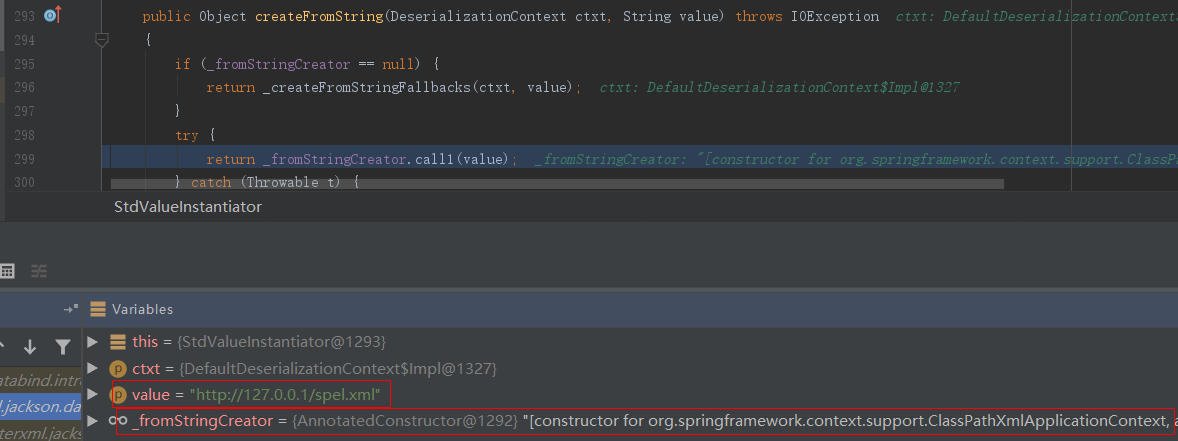 293 public Object createFromString(DeserializationContext ctxt, String value) throws IOException ctxt: DefaultDeserializationContext
294 {
295 if (_fromStringCreator == null) {
296 return _createFromStringFallbacks(ctxt, value); ctxt: DefaultDeserializationContext$Impl@1327
297 }
298 try {
299 return _fromStringCreator.call1(value); _fromStringCreator: "[constructor for org.springframework.context.support.ClassP
300 } catch (Throwable t) {
StdValueInstantiator
Variables
this = {StdValueInstantiator@1293}
p ctxt = {DefaultDeserializationContext$Impl@1327}
atabind.intro
p value = "http://127.0.0.1/spel.xml"
l.jackson.da
_fromStringCreator = {AnnotatedConstructor@1292} "[constructor for org.springframework.context.support.ClassPathXmlApplicationContext, a
terxml.jacks